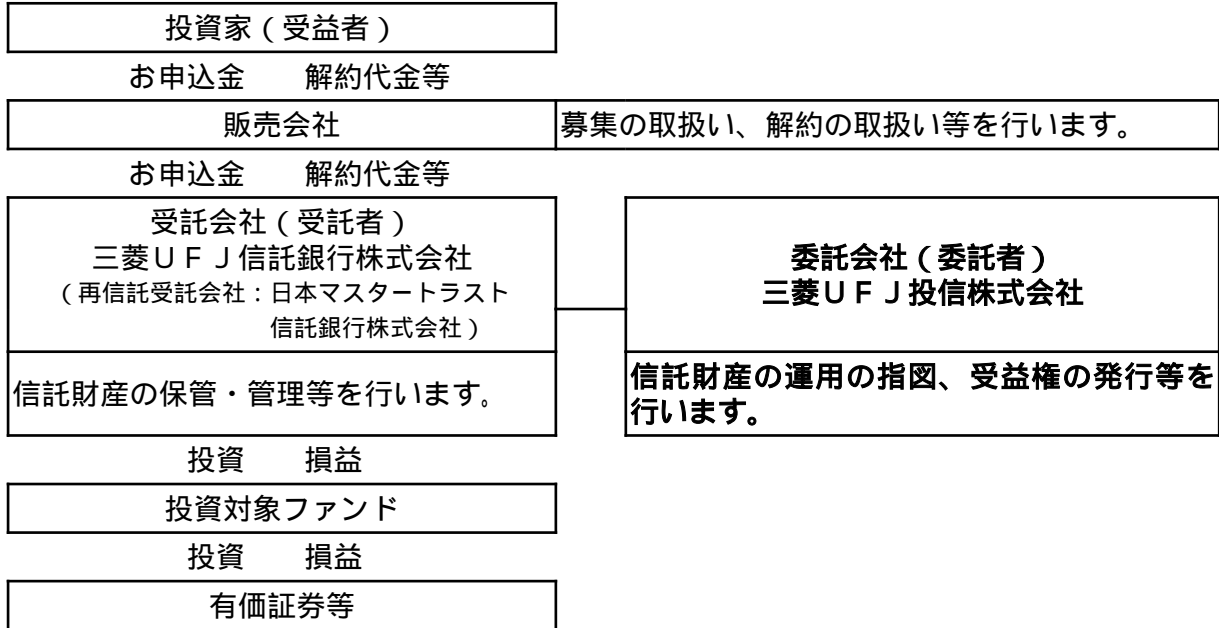 投資家（受益者）
お申込金　　解約代金等
販売会社
募集の取扱い、解約の取扱い等を行います。
お申込金　　解約代金等
受託会社（受託者）
三菱ＵＦＪ信託銀行株式会社
（再信託受託会社：日本マスタートラスト
信託銀行株式会社）
委託会社（委託者）
三菱ＵＦＪ投信株式会社
信託財産の保管・管理等を行います。
信託財産の運用の指図、受益権の発行等を
行います。
投資　　損益
投資対象ファンド
投資　　損益
有価証券等